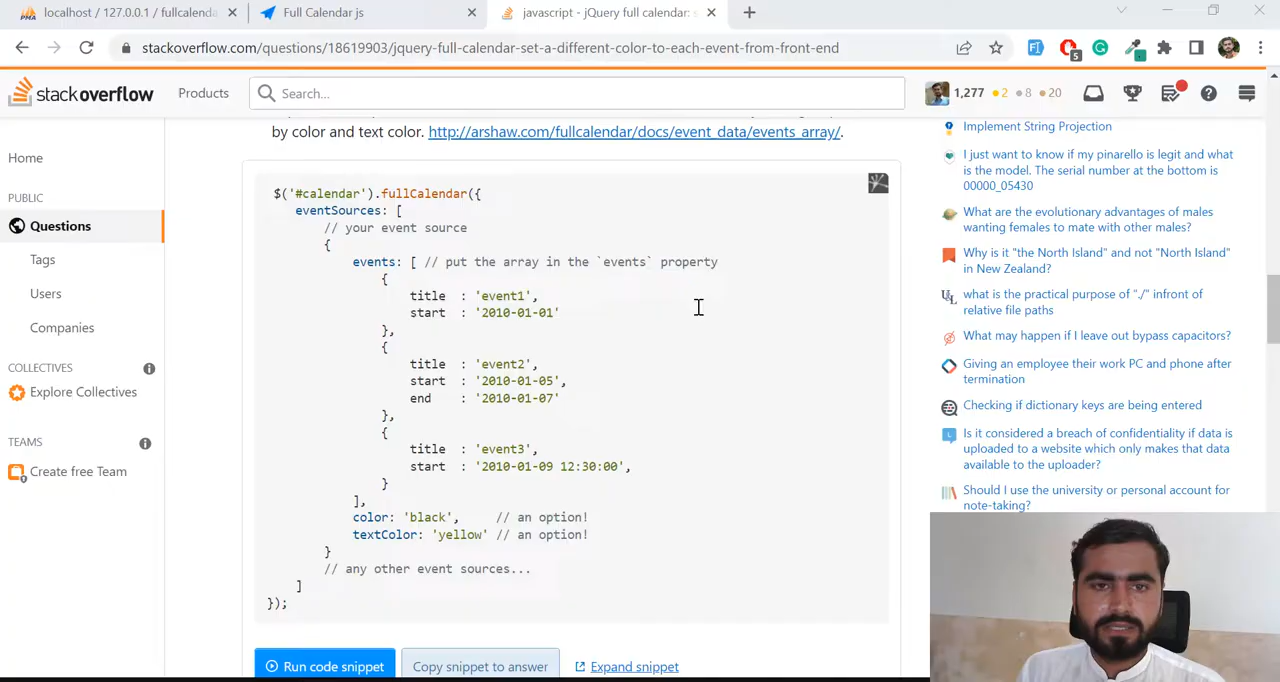 localhost / 127.0.0.1 / fullcalenda
Full Calendar js
javascript - jQuery full calendar: s
stackoverflow.com/questions/18619903/jquery-full-calendar-set-a-different-color-to-each-event-from-front-end
5
stack overflow
Products
Search...
1,277
2
8
20
by color and text color. http://arshaw.com/fullcalendar/docs/event_data/events_array/.
Home
PUBLIC
Questions
Tags
Users
Companies
COLLECTIVES
Explore Collectives
TEAMS
Create free Team
$('#calendar').fullCalendar({
eventSources: [
// your event source
{
events: [ // put the array in the `events` property
{
title : 'event1',
start : '2010-01-01'
},
{
title : 'event2',
start : '2010-01-05',
end : '2010-01-07'
},
{
title : 'event3',
start : '2010-01-09 12:30:00',
}
],
color: 'black', // an option!
textColor: 'yellow' // an option!
}
// any other event sources...
]
});
Run code snippet
Copy snippet to answer
Expand snippet
Implement String Projection
I just want to know if my pinarello is legit and what
is the model. The serial number at the bottom is
00000_05430
What are the evolutionary advantages of males
wanting females to mate with other males?
Why is it "the North Island" and not "North Island"
in New Zealand?
what is the practical purpose of "./" infront of
relative file paths
What may happen if I leave out bypass capacitors?
Giving an employee their work PC and phone after
termination
Checking if dictionary keys are being entered
Is it considered a breach of confidentiality if data is
uploaded to a website which only makes that data
available to the uploader?
Should I use the university or personal account for
note-taking?